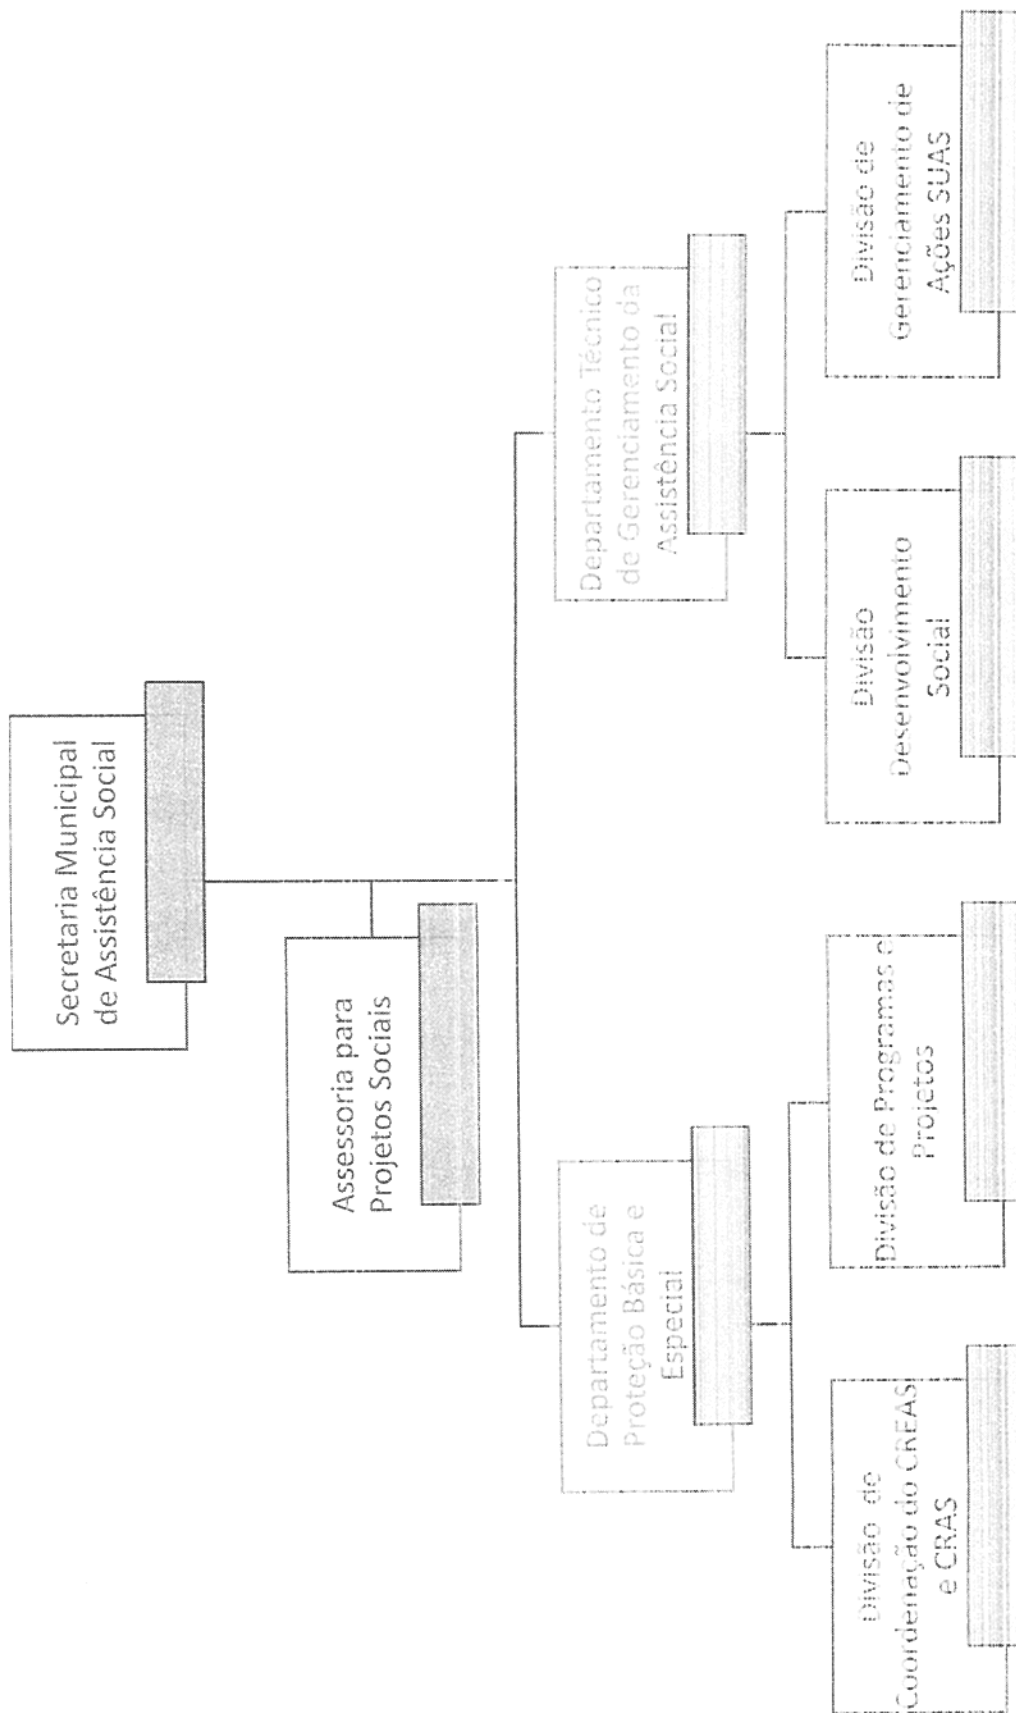 Secretaria Municipal
de Assistência Social
Assessoria para
Projetos Sociais
Departamento de
Proteção Básica e
Especial
Departamento Técnico
de Gerenciamento da
Assistência Social
Divisão de
Coordenação do CREAS
e CRAS
Divisão de Programas e
Projetos
Divisão
Desenvolvimento
Social
Divisão de
Gerenciamento de
Ações SUAS